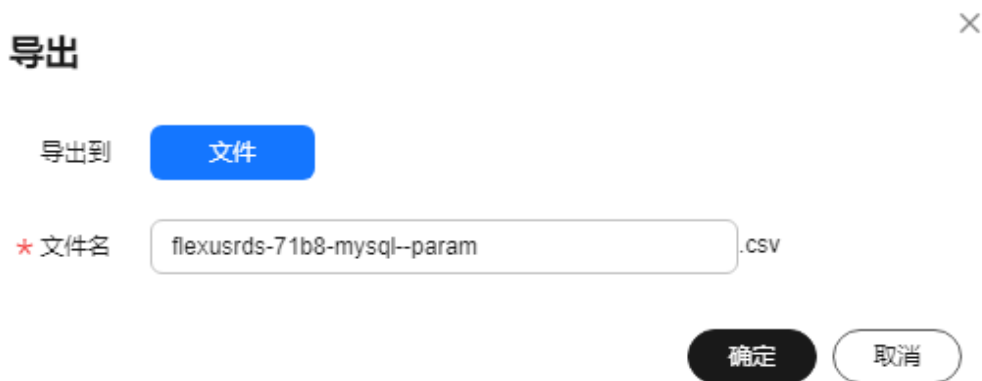 导出
导出到 文件
* 文件名 flexusrds-71b8-mysql--param .csv
确定 取消